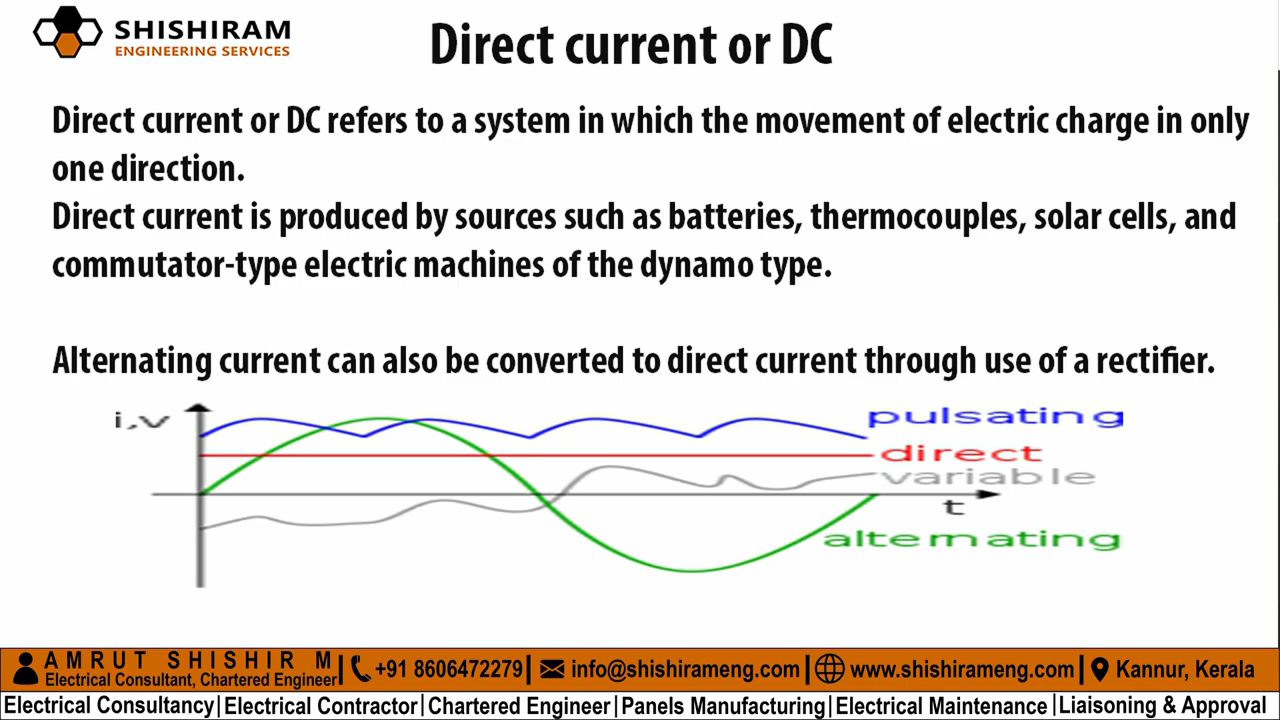 SHISHIRAM
ENGINEERING SERVICES
Direct current or DC
Direct current or DC refers to a system in which the movement of electric charge in only
one direction.
Direct current is produced by sources such as batteries, thermocouples, solar cells, and
commutator-type electric machines of the dynamo type.
Alternating current can also be converted to direct current through use of a rectifier.
i,v
pulsating
direct
variable
t
alternating
AMRUT SHISHIR M
Electrical Consultant, Chartered Engineer
+91 8606472279
info@shishirameng.com
www.shishirameng.com
Kannur, Kerala
Electrical Consultancy| Electrical Contractor| Chartered Engineer| Panels Manufacturing| Electrical Maintenance| Liaisoning & Approval